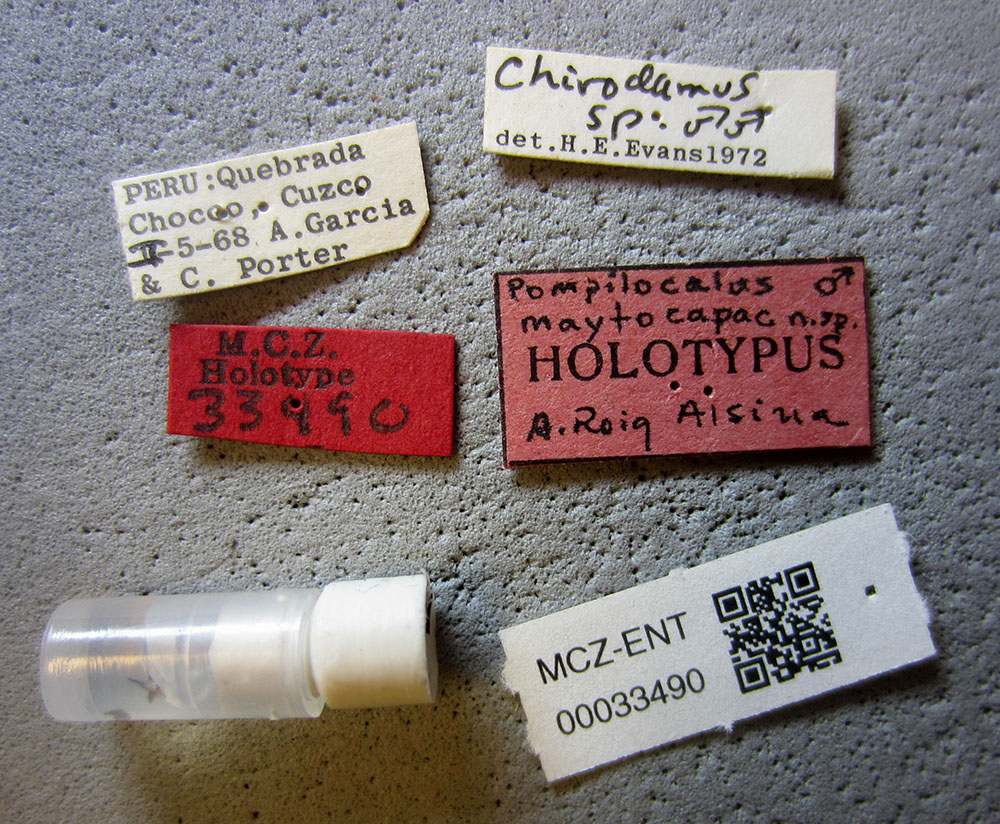 Chirodamus
sp. ♂♂
det.H.E.Evans1972
PERU:Quebrada
Chocco, Cuzco
II-5-68 A.Garcia
& C. Porter
Pompilocalus ♂
maytocapac n.sp.
HOLOTYPUS
A.Roig Alsina
M.C.Z.
Holotype
33490
MCZ-ENT
00033490